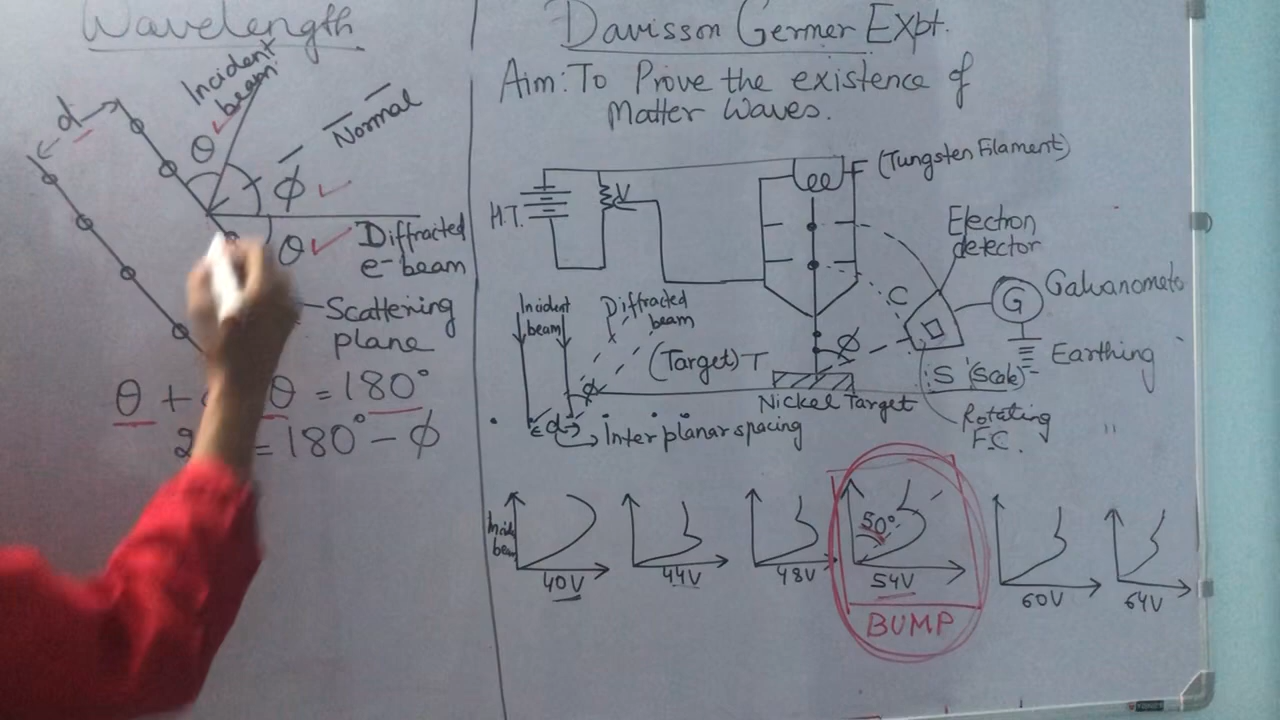 Wavelength
Incident
beam
d
θ
Normal
ϕ
θ
Diffracted
e-beam
Scattering
plane
θ + θ = 180°
2 = 180° - ϕ
Davisson Germer Expt.
Aim: To Prove the existence of
Matter Waves.
F (Tungsten Filament)
H.T.
V
Electron
detector
C
G
Galvanomete
Earthing
Incident
beam
Diffracted
beam
(Target) T
ϕ
ϕ
S (Scale)
Nickel Target
Rotating
F.C.
d
Inter planar spacing
beam
50°
40V
44V
48V
54V
60V
64V
BUMP